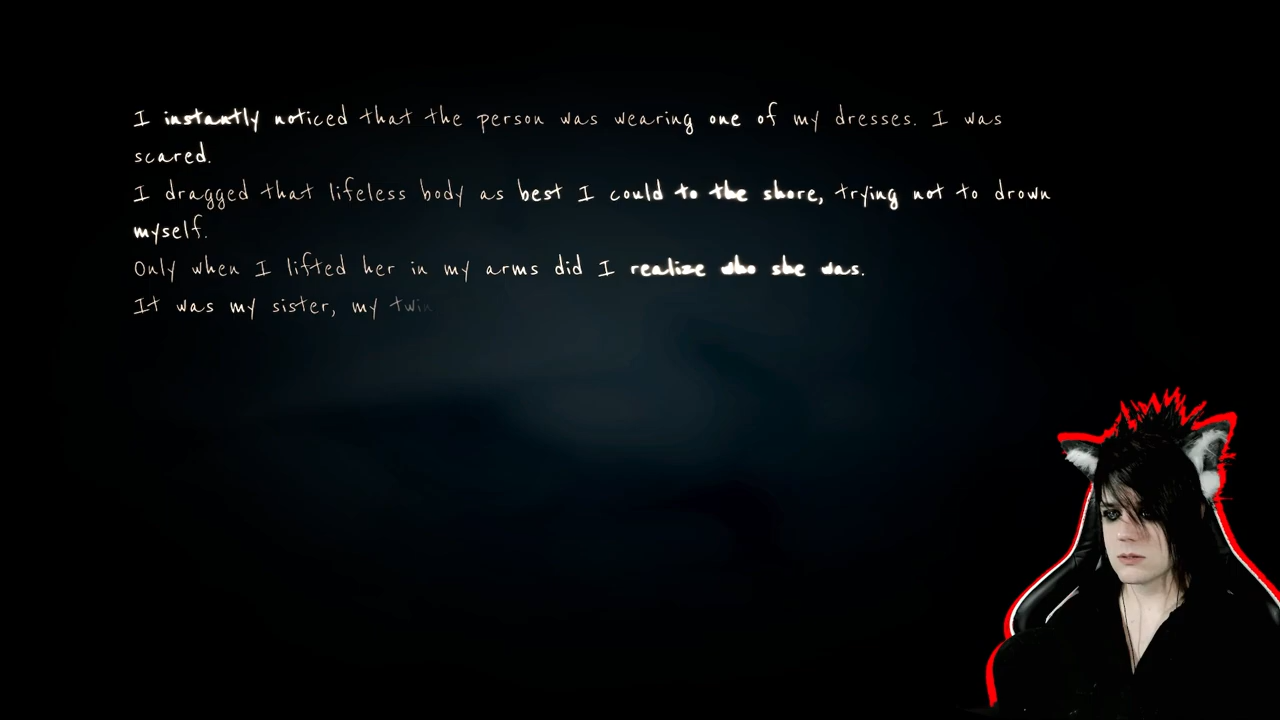 I instantly noticed that the person was wearing one of my dresses. I was
scared.
I dragged that lifeless body as best I could to the shore, trying not to drown
myself.
Only when I lifted her in my arms did I realize who she was.
It was my sister, my twin